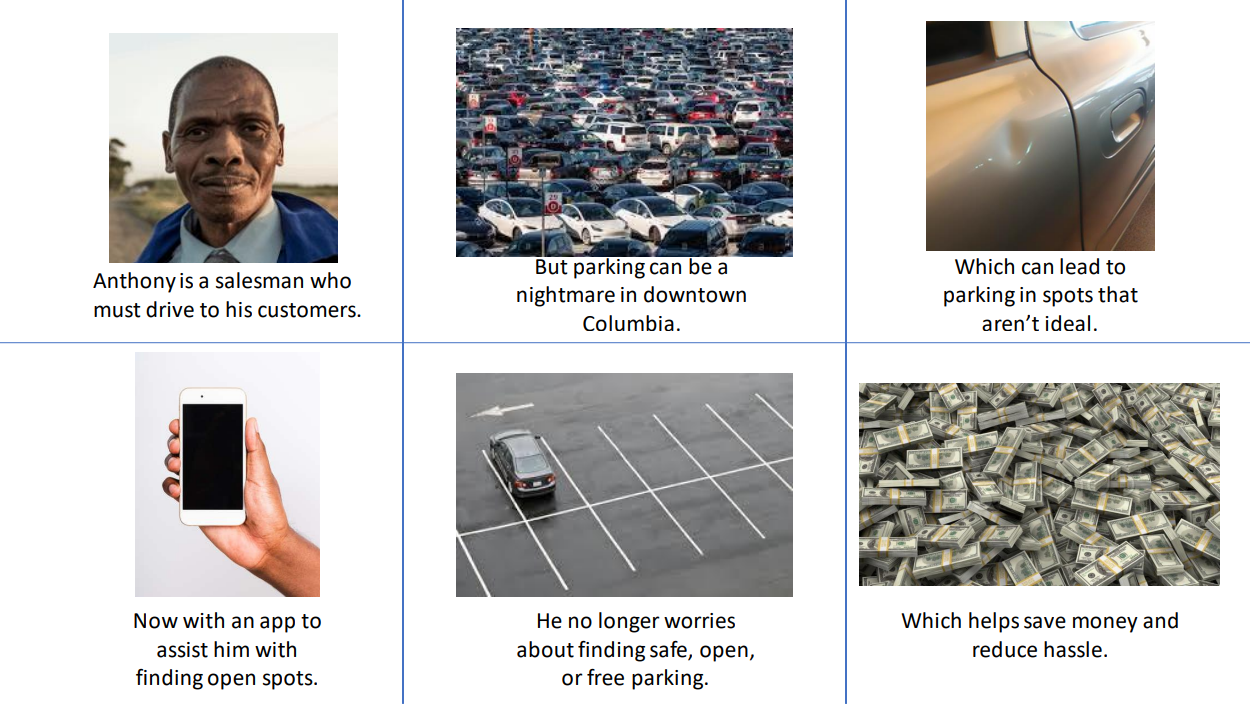 Anthony is a salesman who
must drive to his customers.
But parking can be a
nightmare in downtown
Columbia.
Which can lead to
parking in spots that
aren’t ideal.
Now with an app to
assist him with
finding open spots.
He no longer worries
about finding safe, open,
or free parking.
Which helps save money and
reduce hassle.